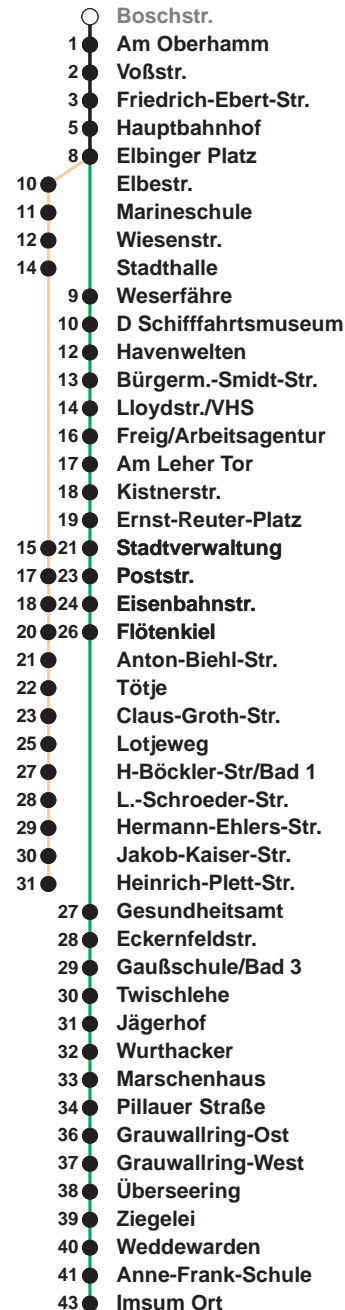 Boschstr.
1 Am Oberhamm
2 Voßstr.
3 Friedrich-Ebert-Str.
5 Hauptbahnhof
8 Elbinger Platz
10 Elbestr.
11 Marineschule
12 Wiesenstr.
14 Stadthalle
9 Weserfähre
10 D Schifffahrtsmuseum
12 Havenwelten
13 Bürgerm.-Smidt-Str.
14 Lloydstr./VHS
16 Freig/Arbeitsagentur
17 Am Leher Tor
18 Kistnerstr.
19 Ernst-Reuter-Platz
15 21 Stadtverwaltung
17 23 Poststr.
18 24 Eisenbahnstr.
20 26 Flötenkiel
21 Anton-Biehl-Str.
22 Tötje
23 Claus-Groth-Str.
25 Lotjeweg
27 H-Böckler-Str/Bad 1
28 L.-Schroeder-Str.
29 Hermann-Ehlers-Str.
30 Jakob-Kaiser-Str.
31 Heinrich-Plett-Str.
27 Gesundheitsamt
28 Eckernfeldstr.
29 Gaußschule/Bad 3
30 Twischlehe
31 Jägerhof
32 Wurthacker
33 Marschenhaus
34 Pillauer Straße
36 Grauwallring-Ost
37 Grauwallring-West
38 Überseering
39 Ziegelei
40 Weddewarden
41 Anne-Frank-Schule
43 Imsum Ort